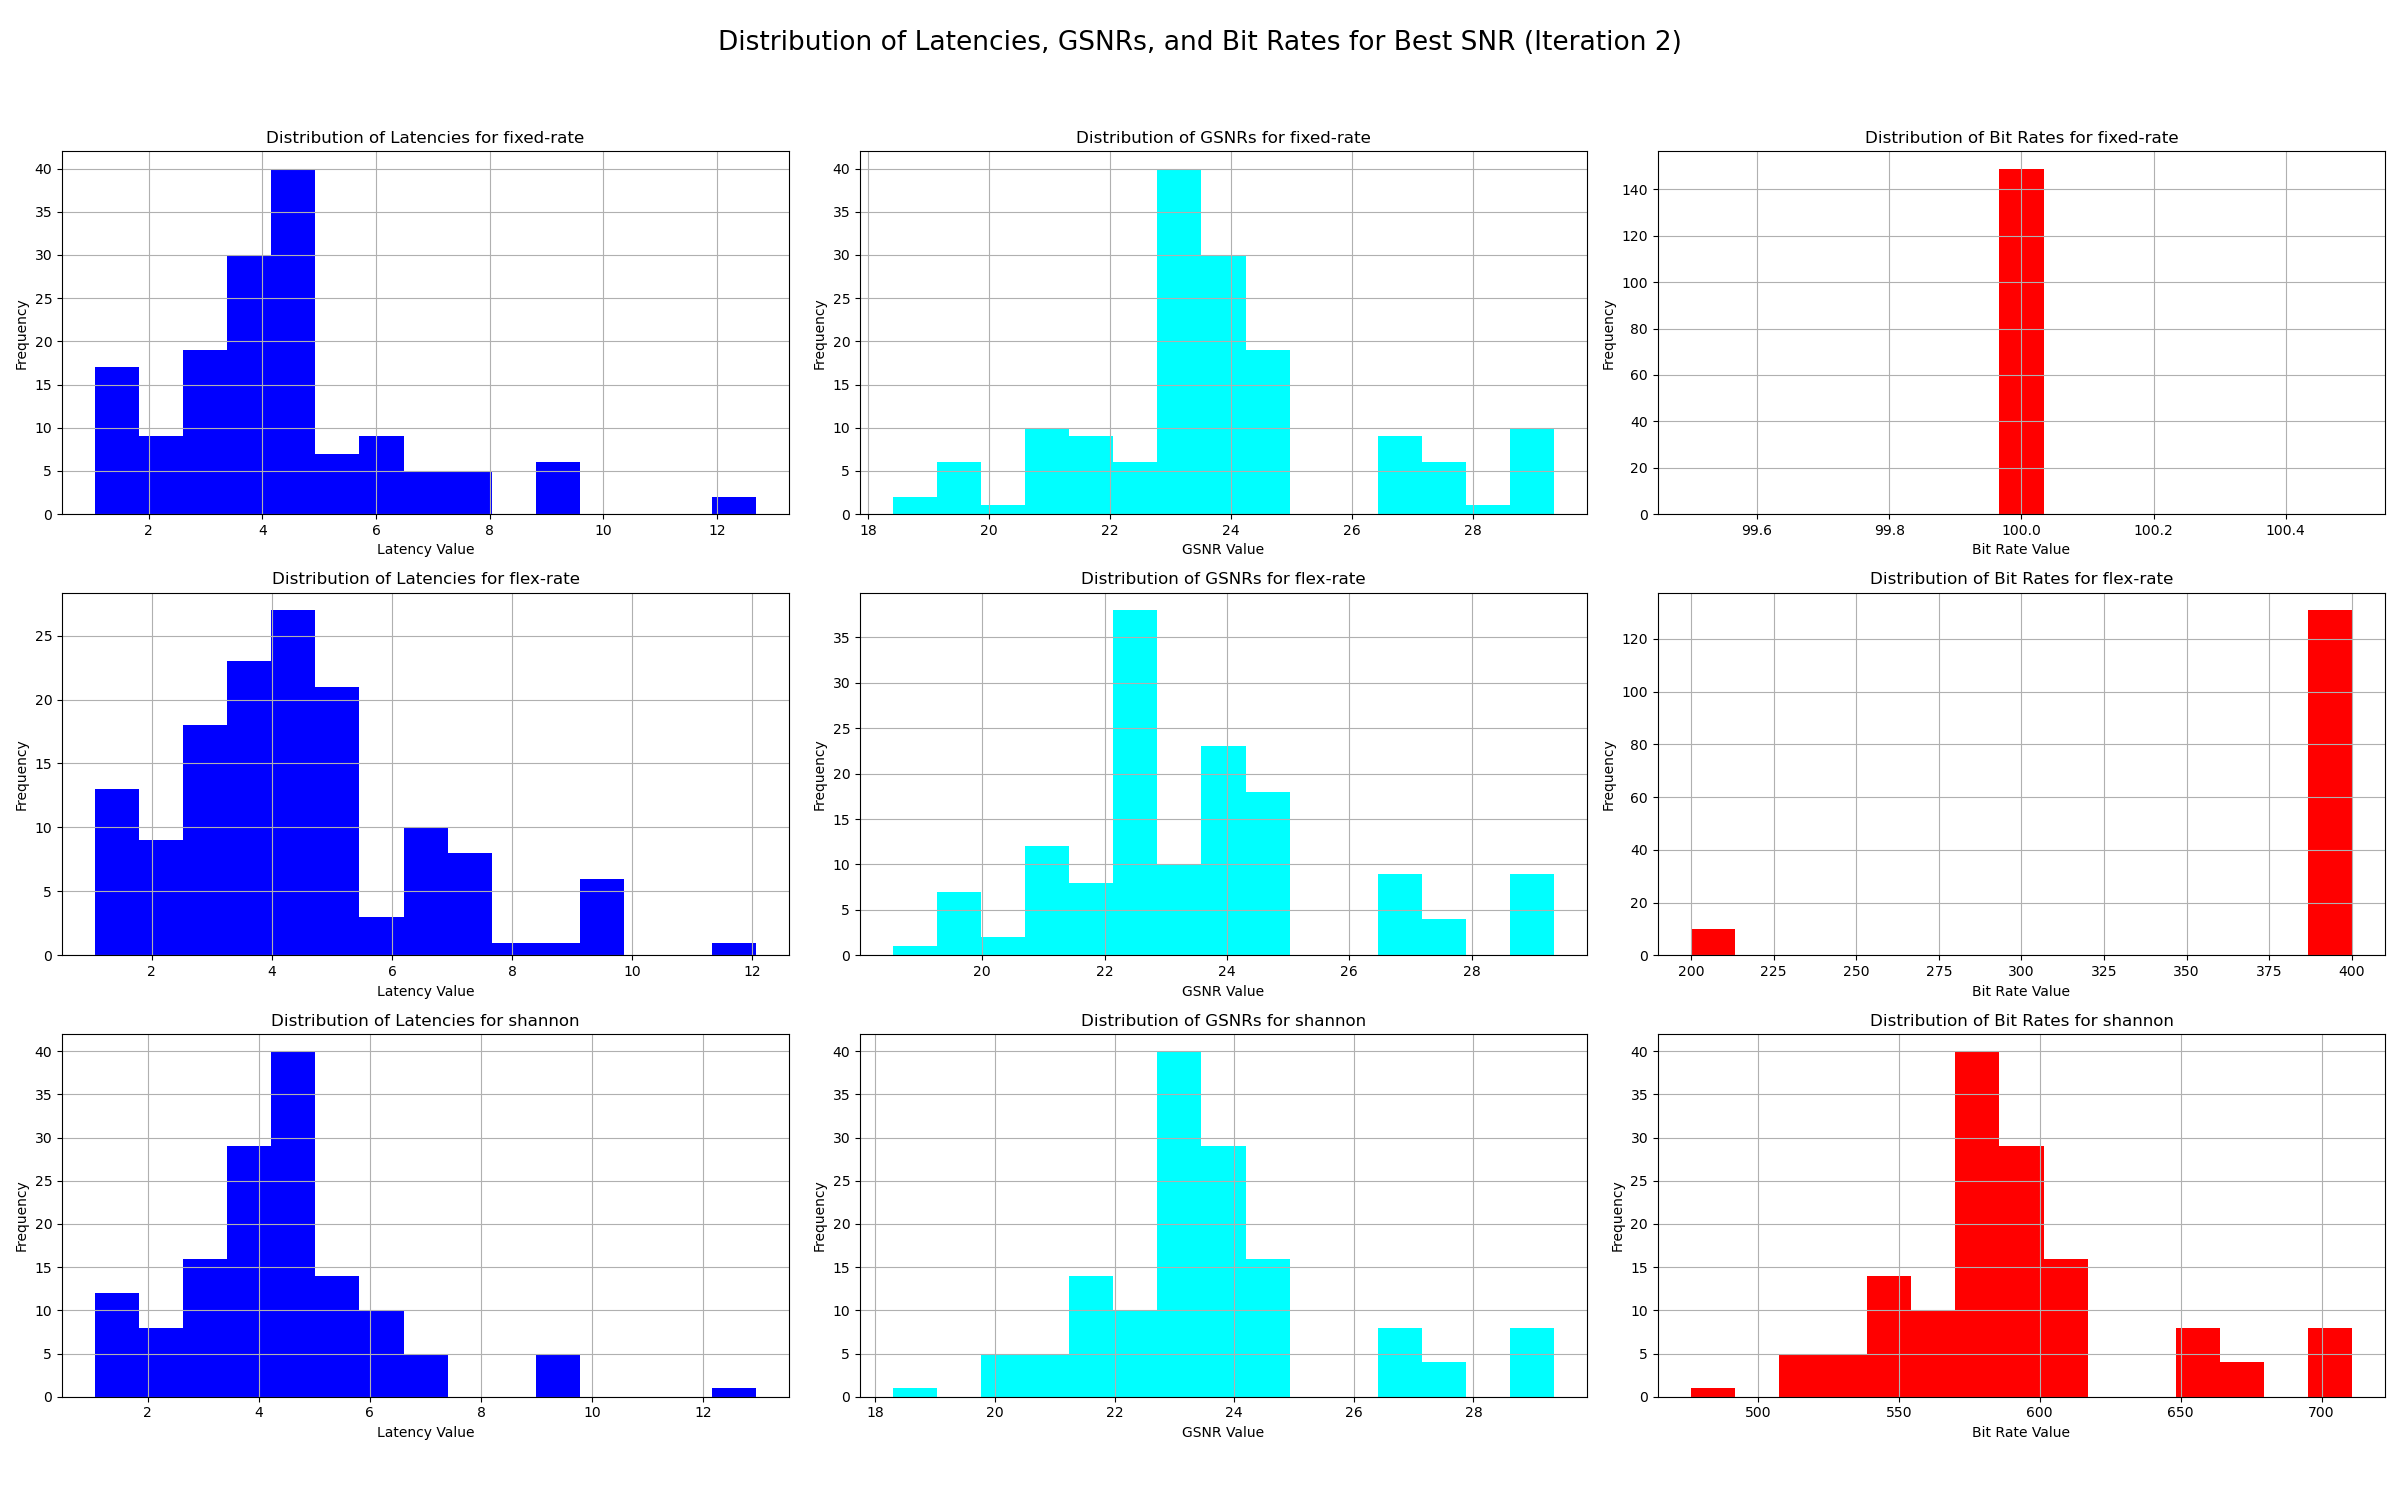 Distribution of Latencies, GSNRs, and Bit Rates for Best SNR (Iteration 2)
Distribution of Latencies for fixed-rate
Frequency
0 5 10 15 20 25 30 35 40
2 4 6 8 10 12
Latency Value
Distribution of GSNRs for fixed-rate
Frequency
0 5 10 15 20 25 30 35 40
18 20 22 24 26 28
GSNR Value
Distribution of Bit Rates for fixed-rate
Frequency
0 20 40 60 80 100 120 140
99.6 99.8 100.0 100.2 100.4
Bit Rate Value
Distribution of Latencies for flex-rate
Frequency
0 5 10 15 20 25
2 4 6 8 10 12
Latency Value
Distribution of GSNRs for flex-rate
Frequency
0 5 10 15 20 25 30 35
20 22 24 26 28
GSNR Value
Distribution of Bit Rates for flex-rate
Frequency
0 20 40 60 80 100 120
200 225 250 275 300 325 350 375 400
Bit Rate Value
Distribution of Latencies for shannon
Frequency
0 5 10 15 20 25 30 35 40
2 4 6 8 10 12
Latency Value
Distribution of GSNRs for shannon
Frequency
0 5 10 15 20 25 30 35 40
18 20 22 24 26 28
GSNR Value
Distribution of Bit Rates for shannon
Frequency
0 5 10 15 20 25 30 35 40
500 550 600 650 700
Bit Rate Value